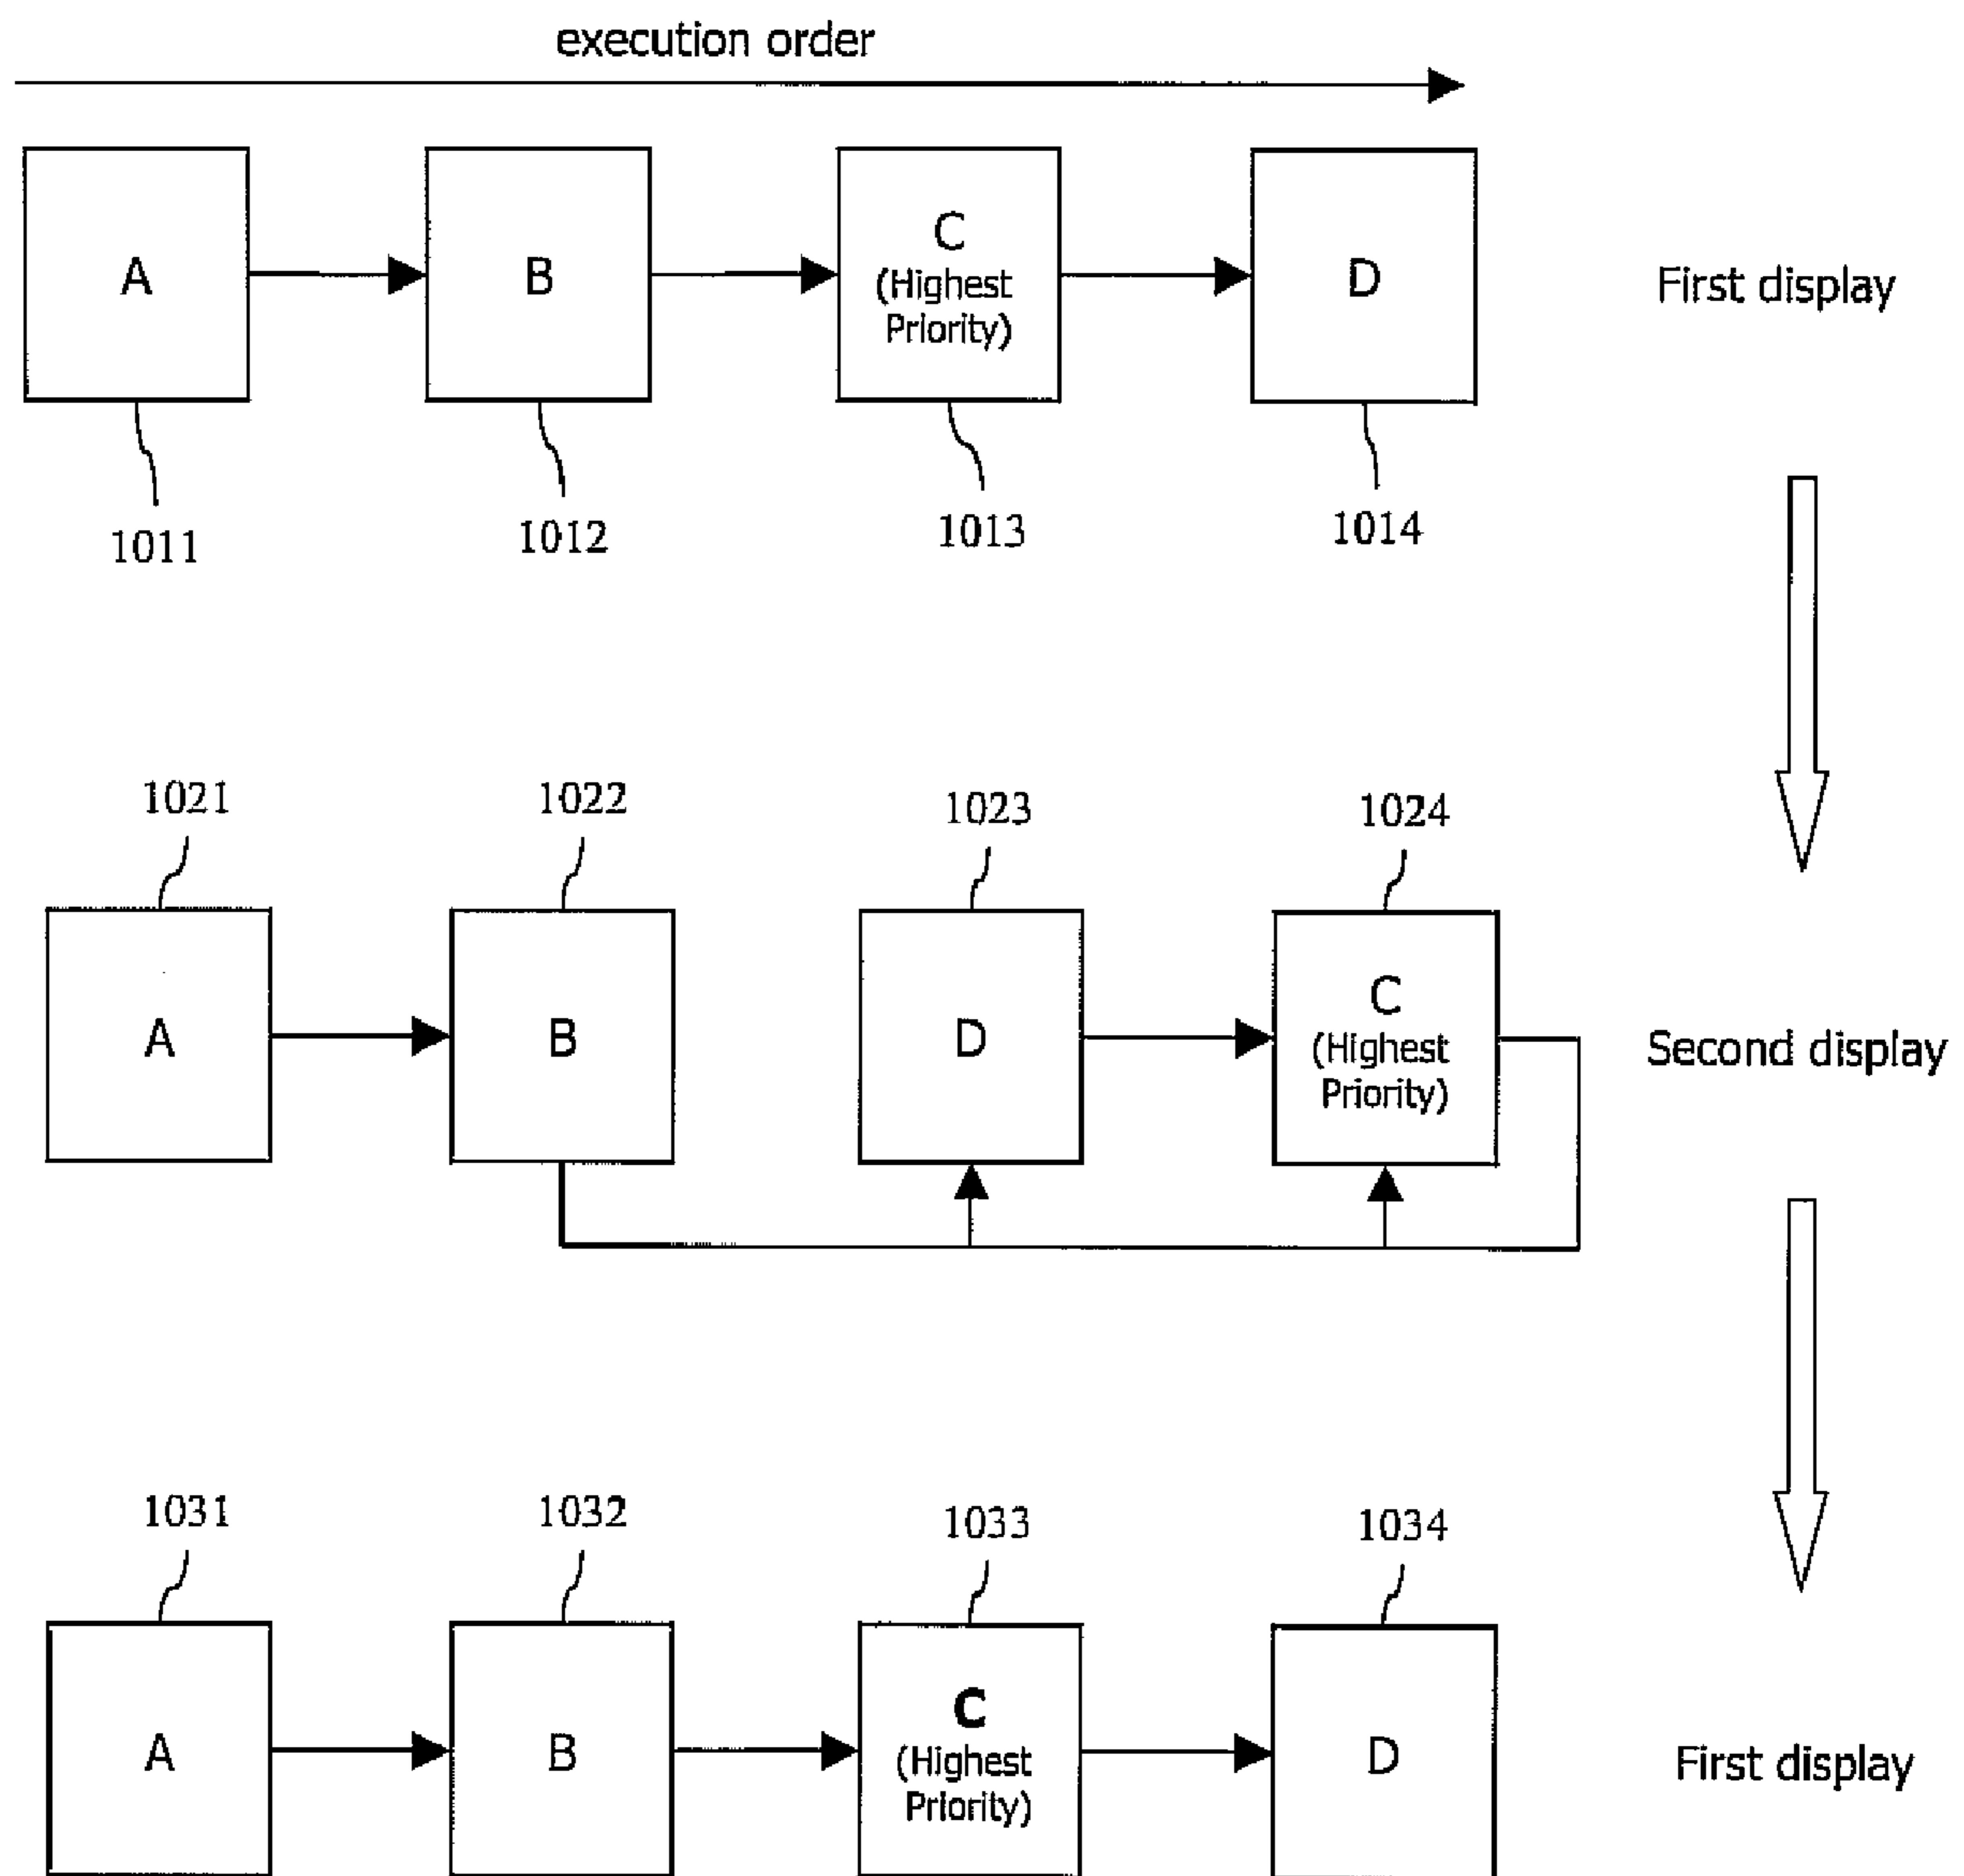 execution order
A
B
C
(Highest
Priority)
D
First display
1011
1012
1013
1014
1021
1022
1023
1024
A
B
D
C
(Highest
Priority)
Second display
1031
1032
1033
1034
A
B
C
(Highest
Priority)
D
First display